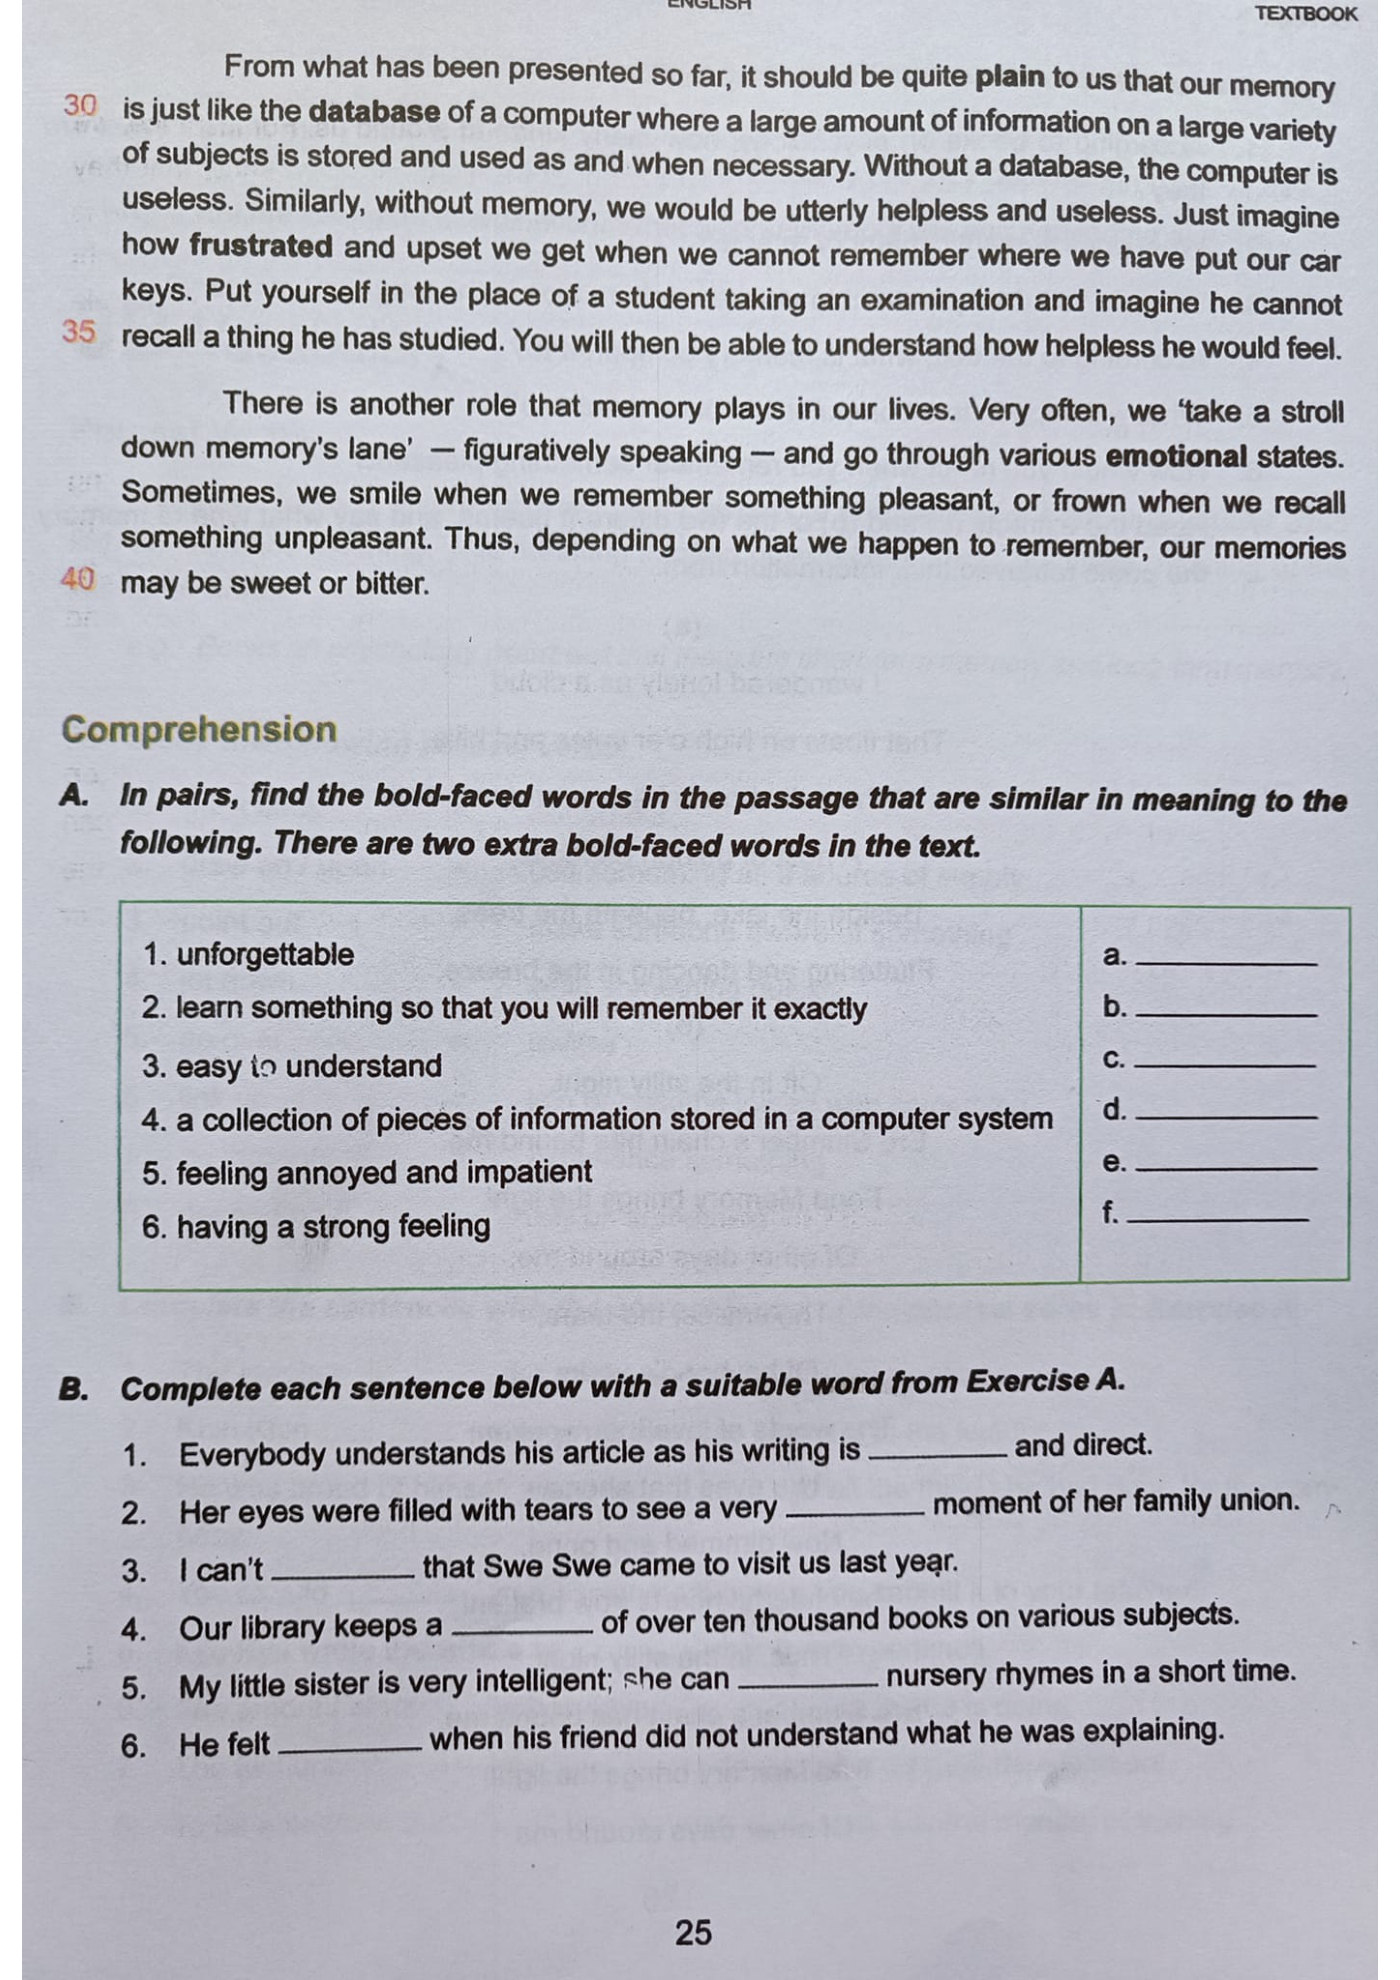 ENGLISH
TEXTBOOK
From what has been presented so far, it should be quite plain to us that our memory
30 is just like the database of a computer where a large amount of information on a large variety
of subjects is stored and used as and when necessary. Without a database, the computer is
useless. Similarly, without memory, we would be utterly helpless and useless. Just imagine
how frustrated and upset we get when we cannot remember where we have put our car
keys. Put yourself in the place of a student taking an examination and imagine he cannot
35 recall a thing he has studied. You will then be able to understand how helpless he would feel.
There is another role that memory plays in our lives. Very often, we ‘take a stroll
down memory's lane’ — figuratively speaking — and go through various emotional states.
Sometimes, we smile when we remember something pleasant, or frown when we recall
something unpleasant. Thus, depending on what we happen to remember, our memories
40 may be sweet or bitter.
Comprehension
A. In pairs, find the bold-faced words in the passage that are similar in meaning to the
following. There are two extra bold-faced words in the text.
1. unforgettable a. ____________
2. learn something so that you will remember it exactly b. ____________
3. easy to understand c. ____________
4. a collection of pieces of information stored in a computer system d. ____________
5. feeling annoyed and impatient e. ____________
6. having a strong feeling f. ____________
B. Complete each sentence below with a suitable word from Exercise A.
1. Everybody understands his article as his writing is _________ and direct.
2. Her eyes were filled with tears to see a very _________ moment of her family union.
3. I can't _________ that Swe Swe came to visit us last year.
4. Our library keeps a _________ of over ten thousand books on various subjects.
5. My little sister is very intelligent; she can _________ nursery rhymes in a short time.
6. He felt _________ when his friend did not understand what he was explaining.
25